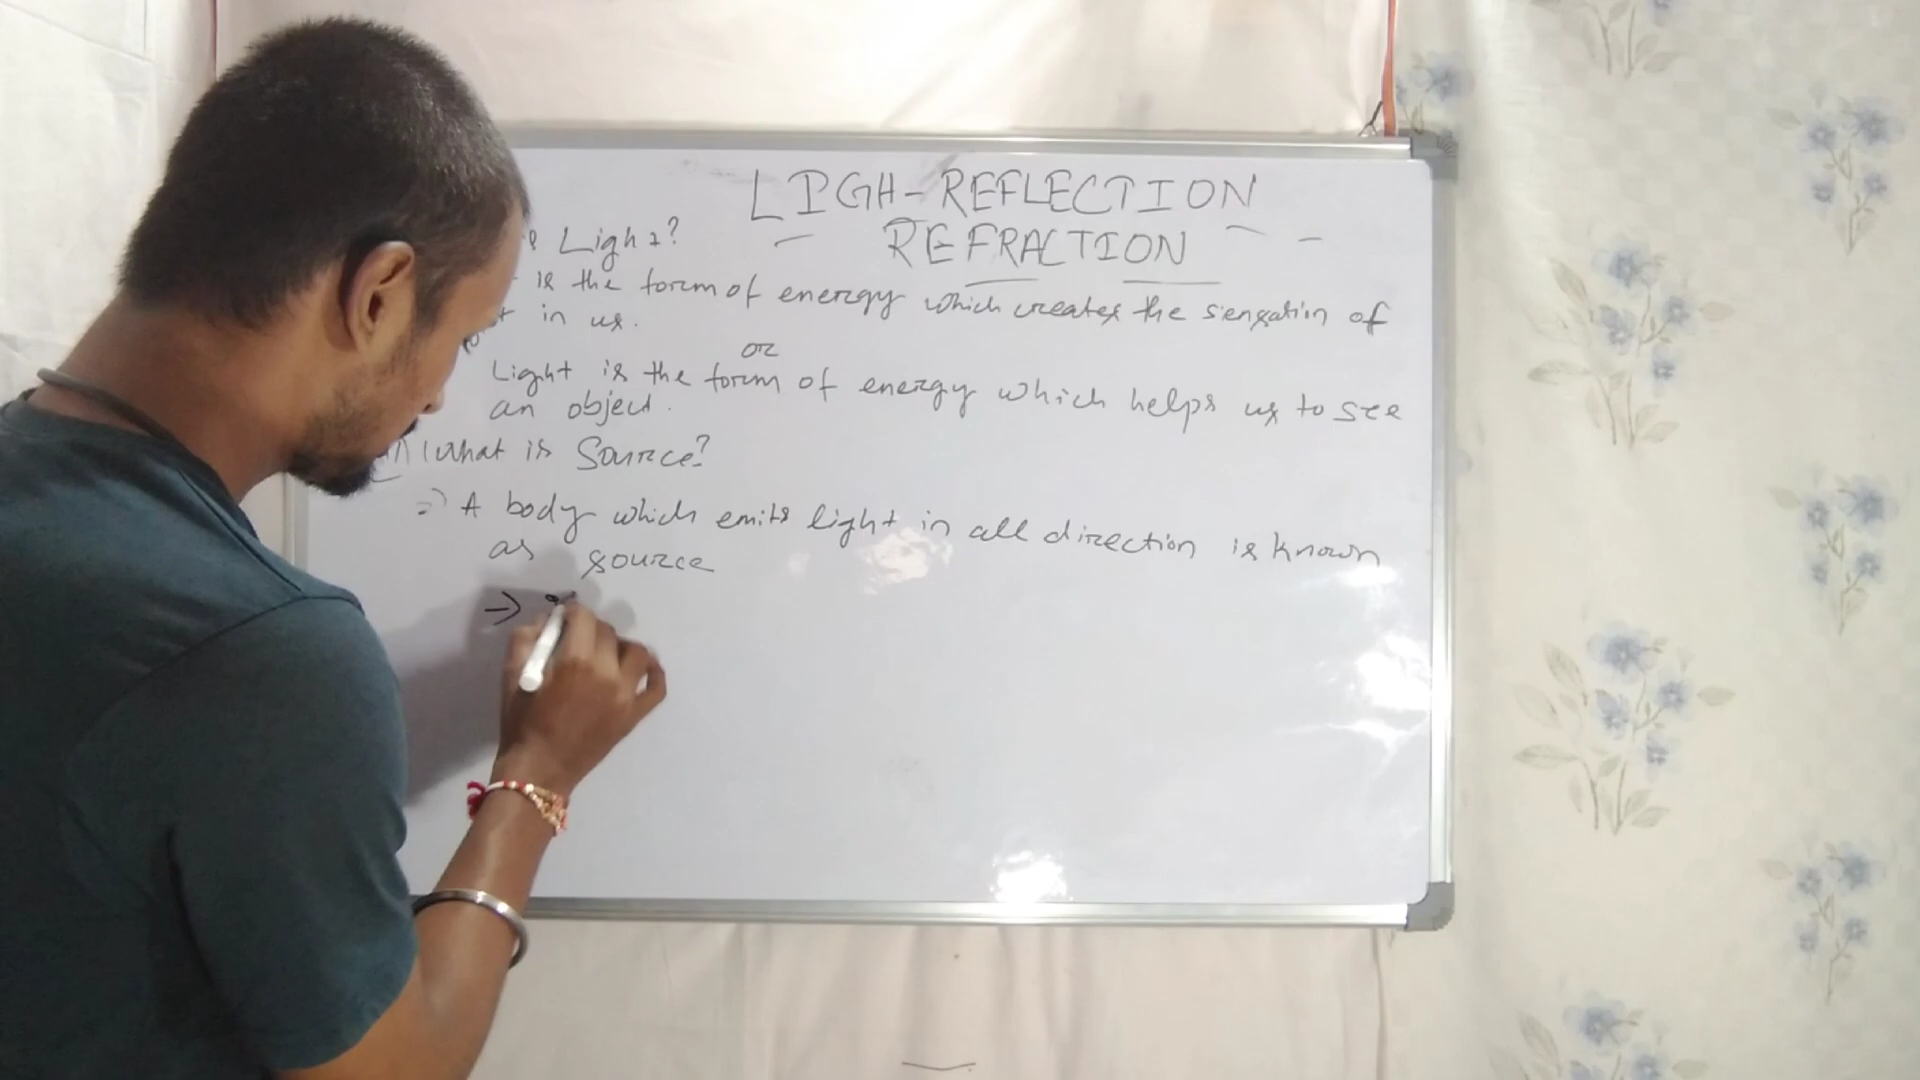 LIGH-REFLECTION
REFRACTION
Light?
is the form of energy which creates the sensation of
in us.
or
Light is the form of energy which helps us to see
an object.
What is Source?
⇒ A body which emits light in all direction is known
as source
→